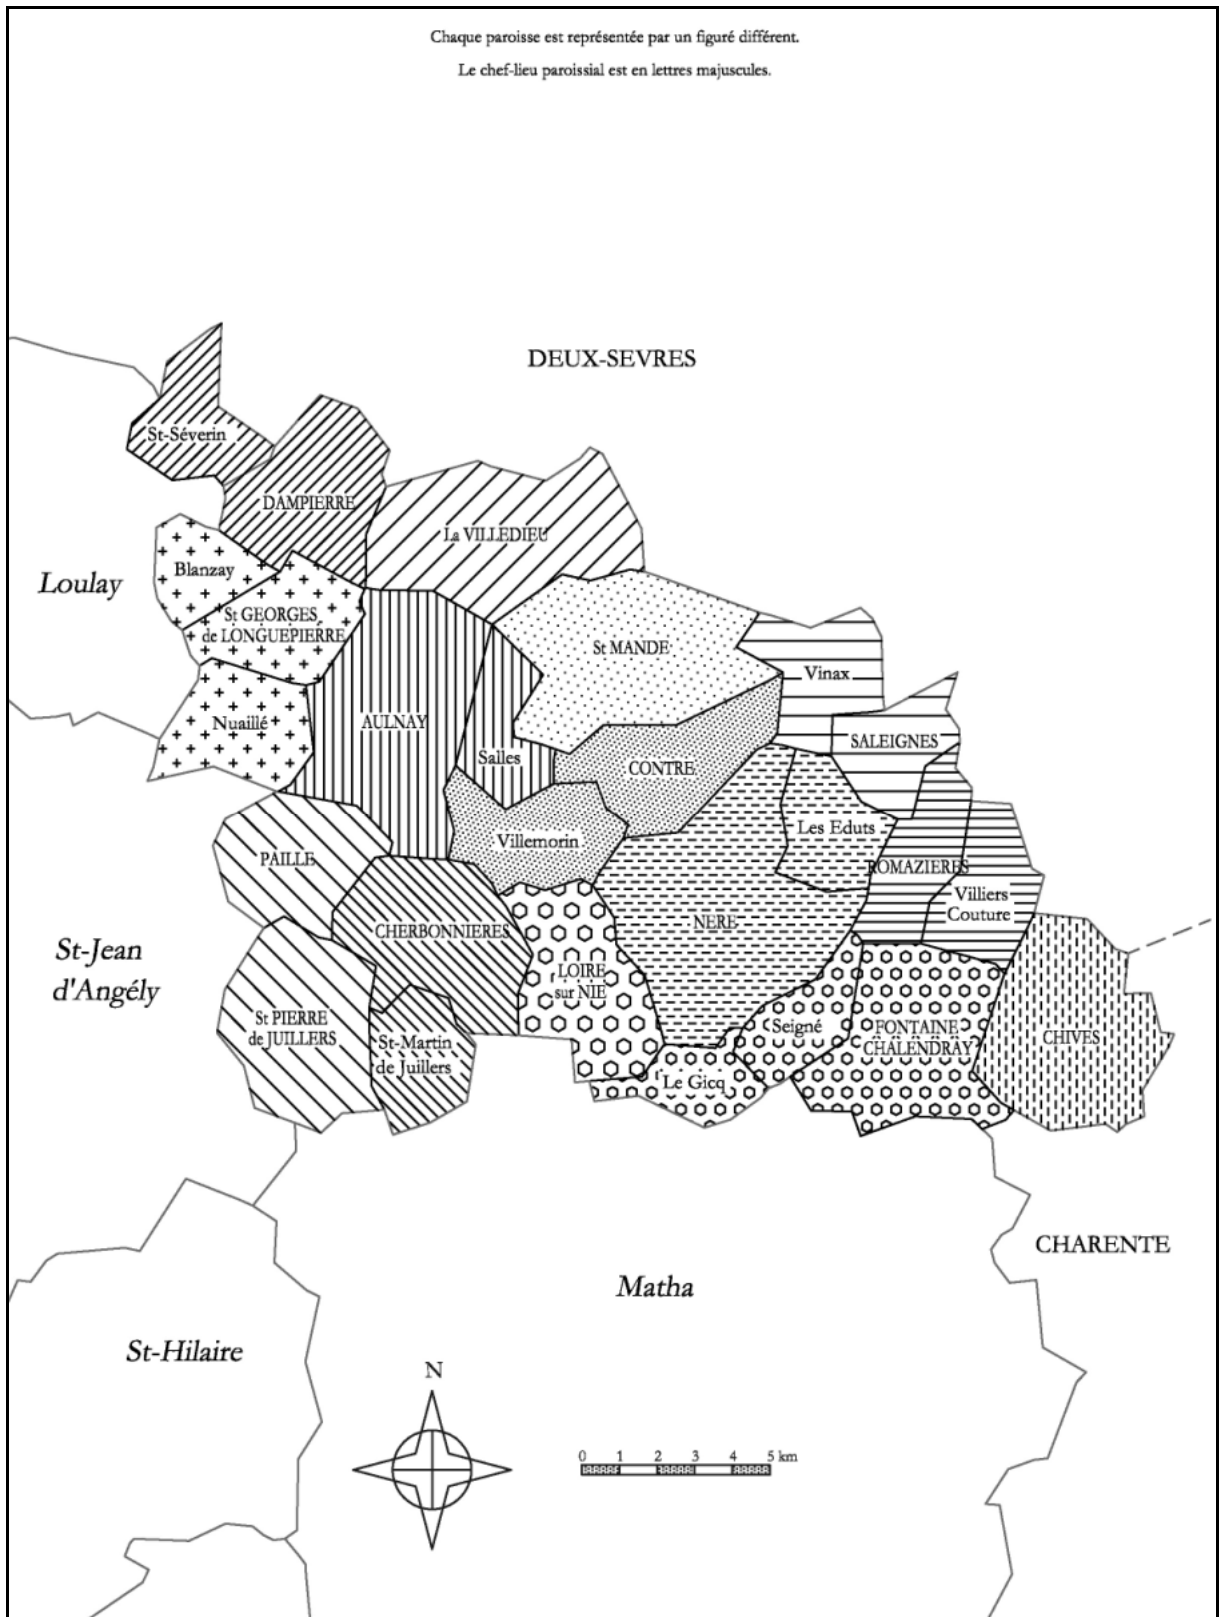 Chaque paroisse est représentée par un figuré différent.
Le chef-lieu paroissial est en lettres majuscules.
DEUX-SEVRES
St-Séverin
DAMPIERRE
La VILLEDIEU
Blanzay
Loulay
St GEORGES
de LONGUEPIERRE
St MANDE
Vinax
Nuaillé
AULNAY
SALEIGNES
Salles
CONTRE
Les Eduts
Villemorin
PAILLE
ROMAZIERES
Villiers
Couture
NERE
CHERBONNIERES
St-Jean
d'Angély
LOIRE
sur NIE
St PIERRE
de JUILLERS
Seigné
FONTAINE
CHALENDRAY
CHIVES
St-Martin
de Juillers
Le Gicq
CHARENTE
Matha
St-Hilaire
N
0 1 2 3 4 5 km